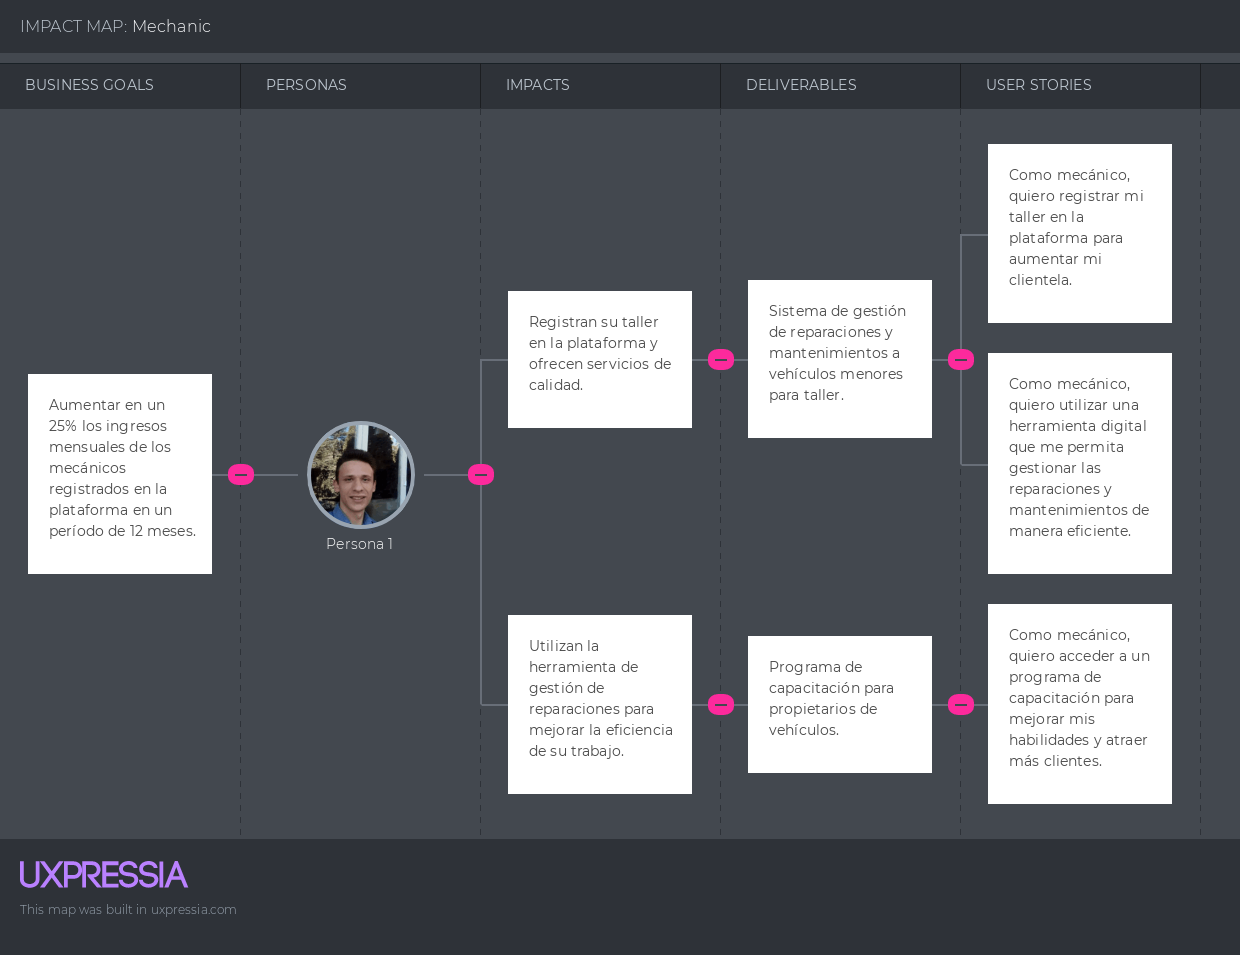 IMPACT MAP: Mechanic
BUSINESS GOALS
PERSONAS
IMPACTS
DELIVERABLES
USER STORIES
Aumentar en un
25% los ingresos
mensuales de los
mecánicos
registrados en la
plataforma en un
período de 12 meses.
Persona 1
Registran su taller
en la plataforma y
ofrecen servicios de
calidad.
Sistema de gestión
de reparaciones y
mantenimientos a
vehículos menores
para taller.
Como mecánico,
quiero registrar mi
taller en la
plataforma para
aumentar mi
clientela.
Como mecánico,
quiero utilizar una
herramienta digital
que me permita
gestionar las
reparaciones y
mantenimientos de
manera eficiente.
Utilizan la
herramienta de
gestión de
reparaciones para
mejorar la eficiencia
de su trabajo.
Programa de
capacitación para
propietarios de
vehículos.
Como mecánico,
quiero acceder a un
programa de
capacitación para
mejorar mis
habilidades y atraer
más clientes.
UXPRESSIA
This map was built in uxpressia.com